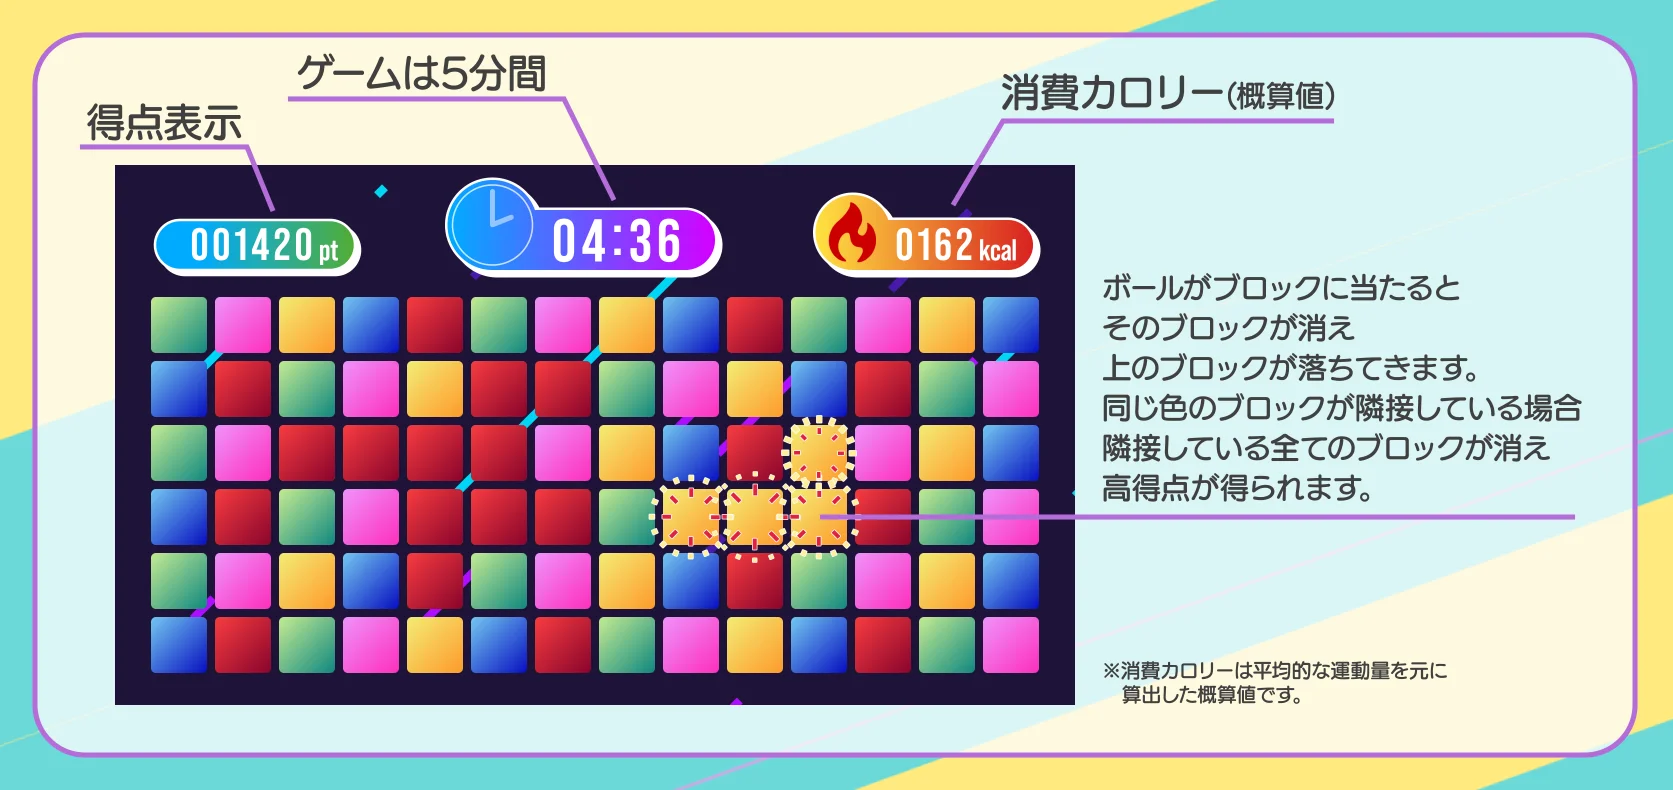 ゲームは5分間
消費カロリー(概算値)
得点表示
001420pt
04:36
0162kcal
ボールがブロックに当たると
そのブロックが消え
上のブロックが落ちてきます。
同じ色のブロックが隣接している場合
隣接している全てのブロックが消え
高得点が得られます。
※消費カロリーは平均的な運動量を元に
算出した概算値です。